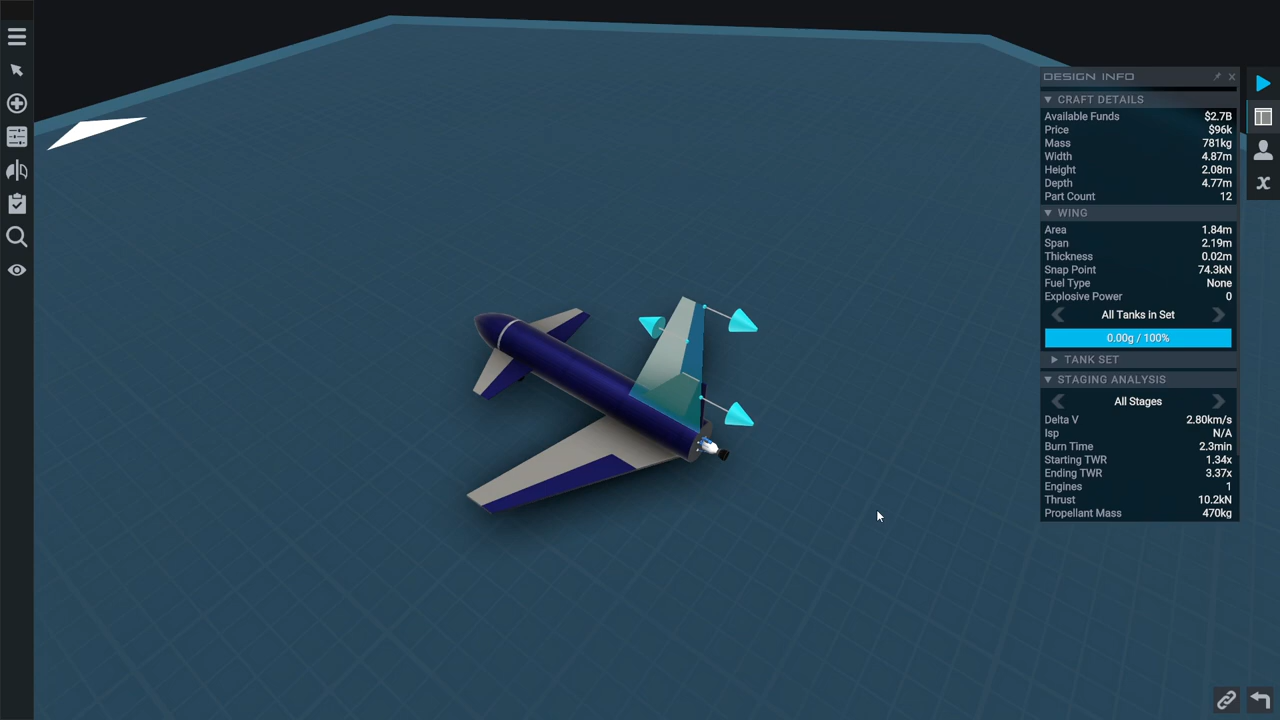 DESIGN INFO
CRAFT DETAILS
Available Funds $2.7B
Price $96k
Mass 781kg
Width 4.87m
Height 2.08m
Depth 4.77m
Part Count 12
WING
Area 1.84m
Span 2.19m
Thickness 0.02m
Snap Point 74.3kN
Fuel Type None
Explosive Power 0
All Tanks in Set
0.00g / 100%
TANK SET
STAGING ANALYSIS
All Stages
Delta V 2.80km/s
Isp N/A
Burn Time 2.3min
Starting TWR 1.34x
Ending TWR 3.37x
Engines 1
Thrust 10.2kN
Propellant Mass 470kg